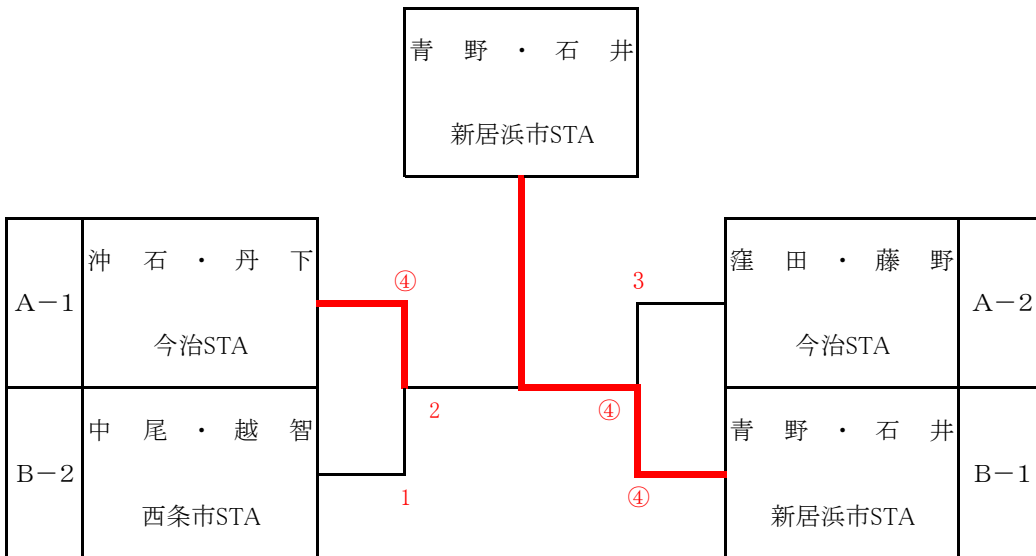 青野・石井
新居浜市STA
A－1
沖石・丹下
今治STA
④
3
窪田・藤野
今治STA
A－2
2
④
B－2
中尾・越智
西条市STA
1
④
青野・石井
新居浜市STA
B－1